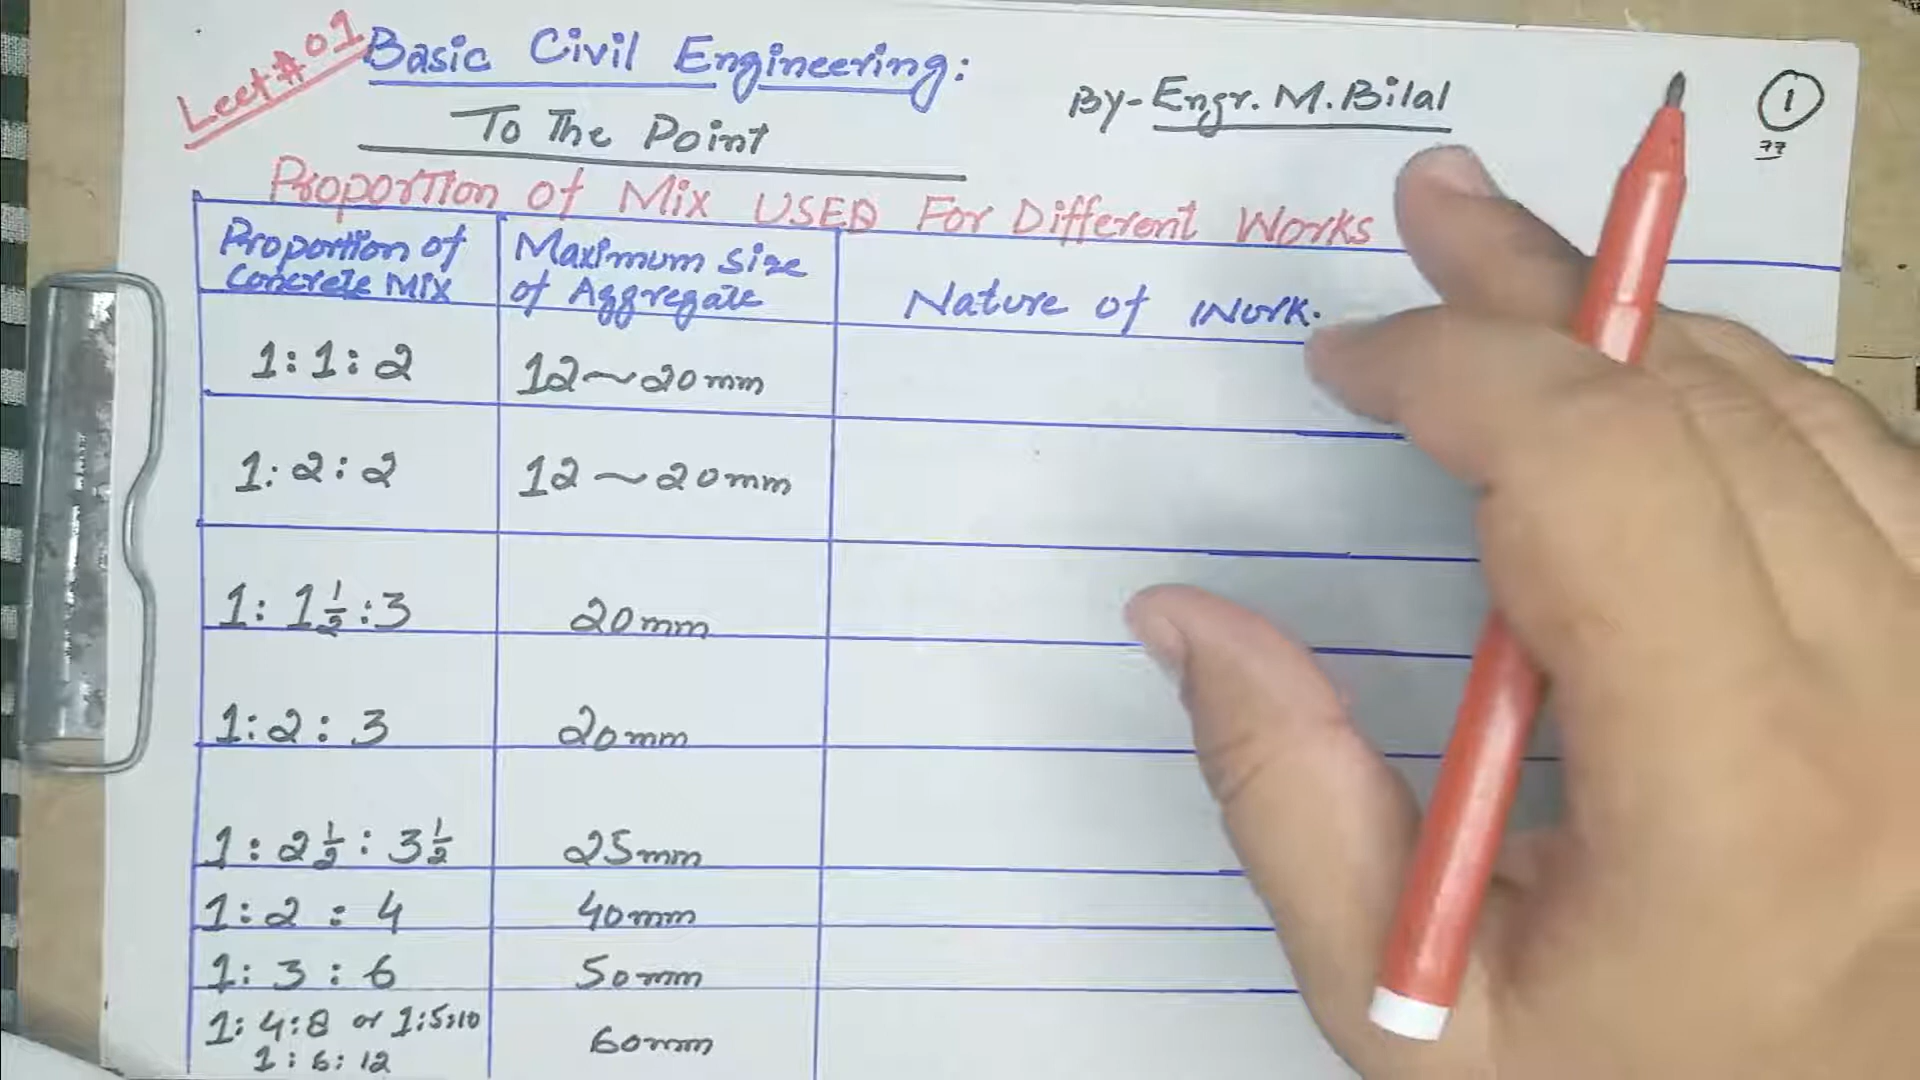 Lect#01
Basic Civil Engineering:
To The Point
By-Engr. M.Bilal
1
Proportion of Mix USED For Different Works
Proportion of Concrete Mix
Maximum size of Aggregate
Nature of Work.
1:1:2 12~20mm
1:2:2 12~20mm
1:1½:3 20mm
1:2:3 20mm
1:2½:3½ 25mm
1:2:4 40mm
1:3:6 50mm
1:4:8 or 1:5:10
1:6:12
60mm